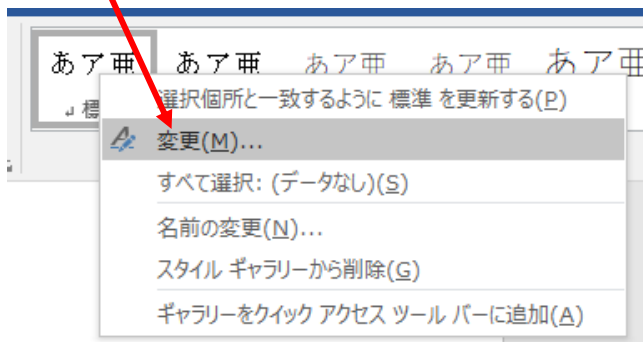 あア亜 あア亜 あア亜 あア亜 あア亜
↲標
選択個所と一致するように 標準 を更新する(P)
変更(M)...
すべて選択: (データなし)(S)
名前の変更(N)...
スタイル ギャラリーから削除(G)
ギャラリーをクイック アクセス ツール バーに追加(A)